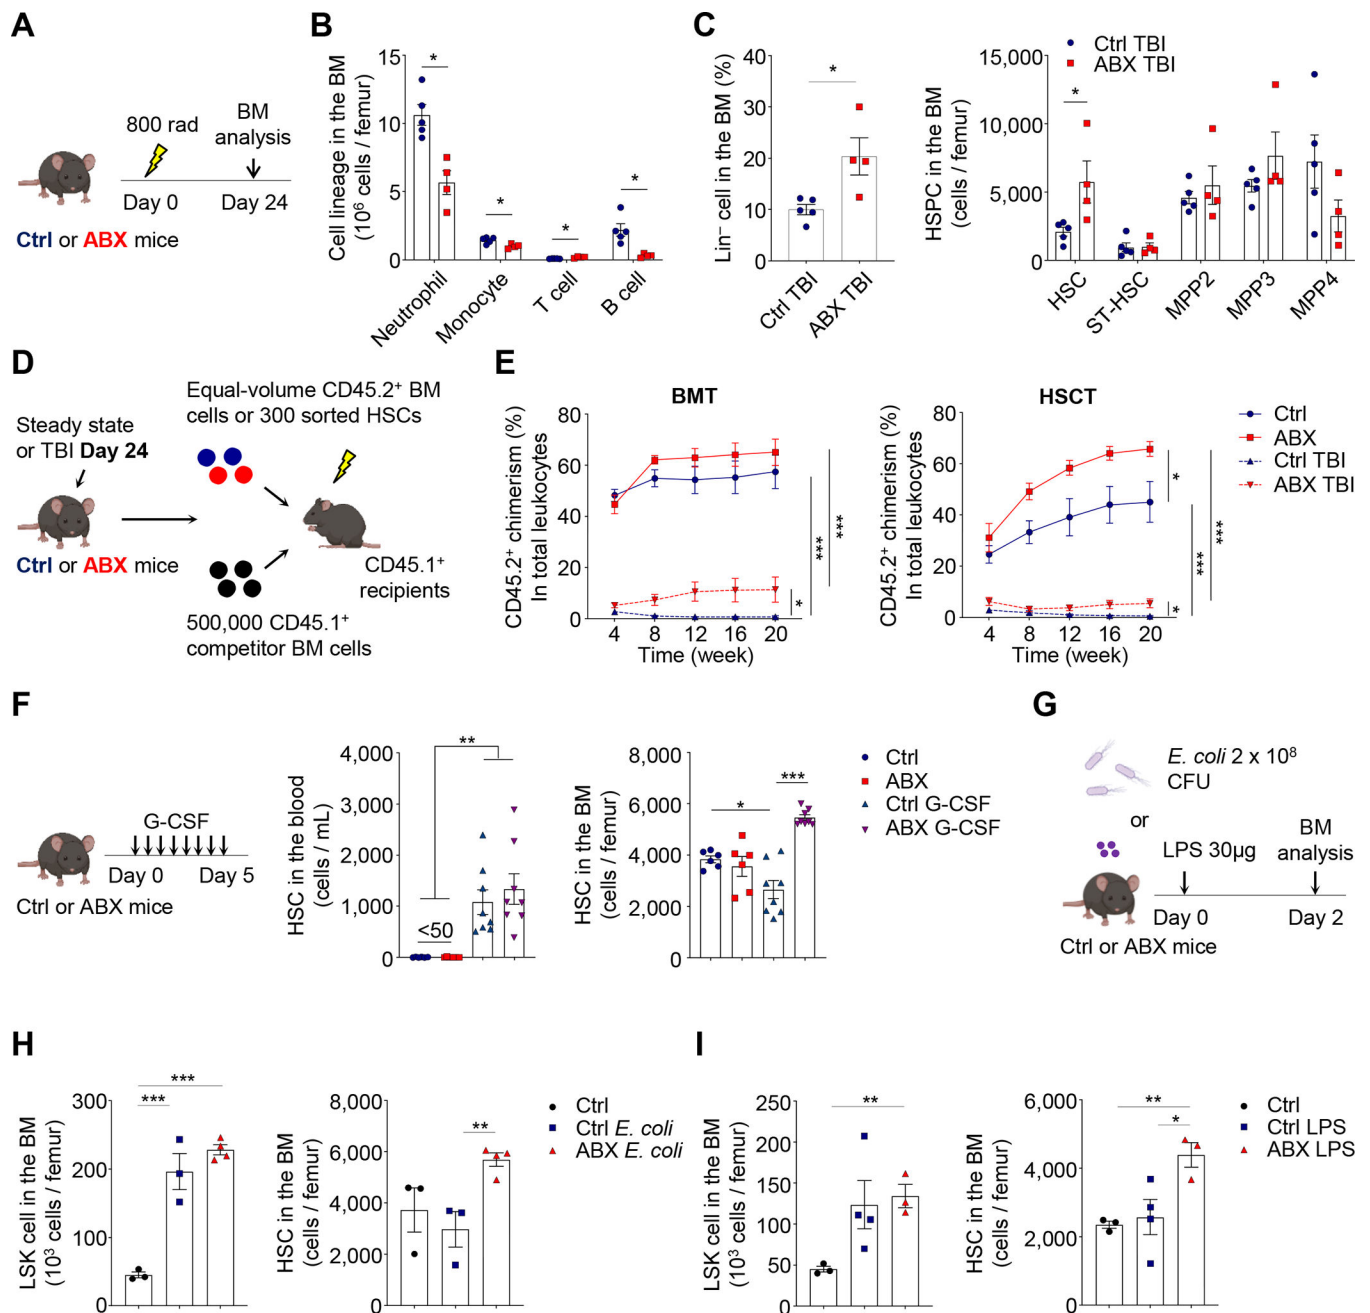 A
800 rad
BM
analysis
Day 0
Day 24
Ctrl or ABX mice
B
Cell lineage in the BM
(10⁶ cells / femur)
15
10
5
0
*
*
*
*
Neutrophil
Monocyte
T cell
B cell
C
Lin⁻ cell in the BM (%)
40
30
20
10
0
*
Ctrl TBI
ABX TBI
HSPC in the BM
(cells / femur)
15,000
10,000
5,000
0
*
Ctrl TBI
ABX TBI
HSC
ST-HSC
MPP2
MPP3
MPP4
D
Equal-volume CD45.2⁺ BM
cells or 300 sorted HSCs
Steady state
or TBI Day 24
Ctrl or ABX mice
CD45.1⁺
recipients
500,000 CD45.1⁺
competitor BM cells
E
BMT
CD45.2⁺ chimerism (%)
In total leukocytes
80
60
40
20
0
4
8
12
16
20
Time (week)
*
***
***
HSCT
CD45.2⁺ chimerism (%)
In total leukocytes
80
60
40
20
0
4
8
12
16
20
Time (week)
*
*
***
***
Ctrl
ABX
Ctrl TBI
ABX TBI
F
G-CSF
Day 0
Day 5
Ctrl or ABX mice
HSC in the blood
(cells / mL)
4,000
3,000
2,000
1,000
0
**
<50
HSC in the BM
(cells / femur)
8,000
6,000
4,000
2,000
0
*
***
Ctrl
ABX
Ctrl G-CSF
ABX G-CSF
G
E. coli 2 x 10⁸
CFU
or
LPS 30µg
BM
analysis
Day 0
Day 2
Ctrl or ABX mice
H
LSK cell in the BM
(10³ cells / femur)
300
200
100
0
***
***
HSC in the BM
(cells / femur)
8,000
6,000
4,000
2,000
0
**
Ctrl
Ctrl E. coli
ABX E. coli
I
LSK cell in the BM
(10³ cells / femur)
250
200
150
100
50
0
**
HSC in the BM
(cells / femur)
6,000
4,000
2,000
0
**
*
Ctrl
Ctrl LPS
ABX LPS